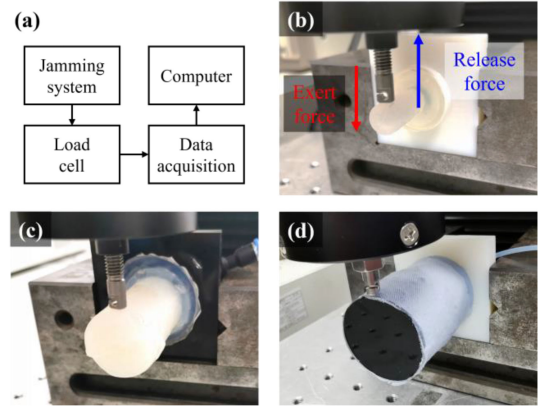 (a)
Jamming
system
Computer
Load
cell
Data
acquisition
(b)
Exert
force
Release
force
(c)
(d)